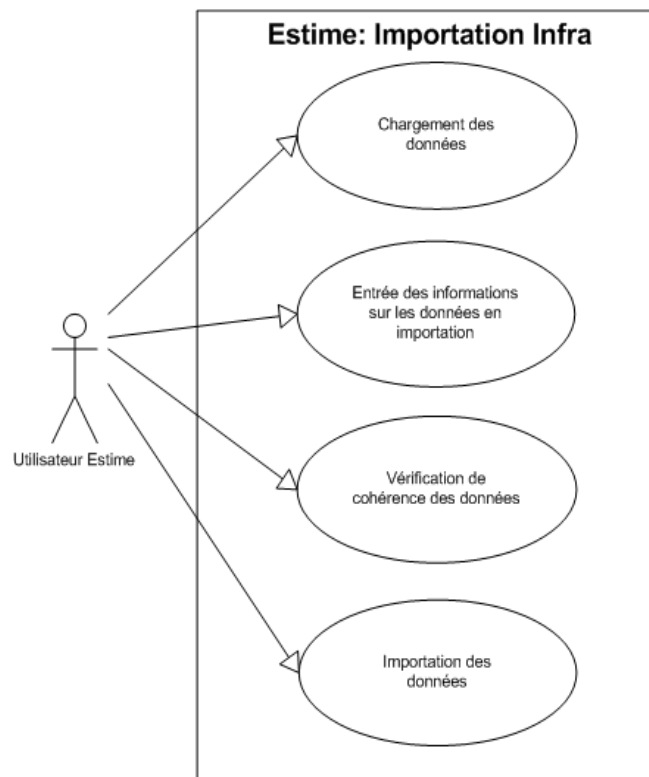 Estime: Importation Infra
Chargement des
données
Entrée des informations
sur les données en
importation
Utilisateur Estime
Vérification de
cohérence des données
Importation des
données